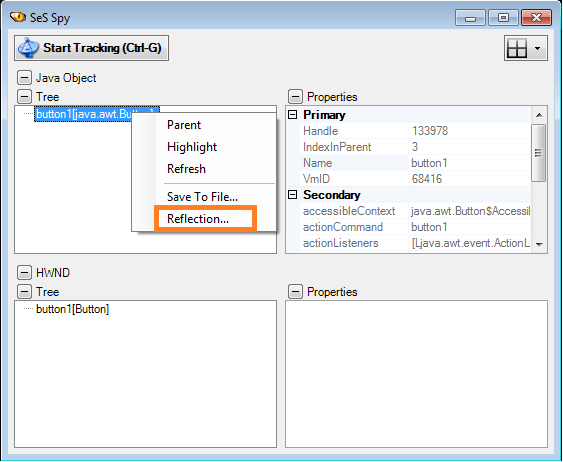 SeS Spy
Start Tracking (Ctrl-G)
Java Object
Tree
button1[java.awt.Button]
Parent
Highlight
Refresh
Save To File...
Reflection...
Properties
Primary
Handle 133978
IndexInParent 3
Name button1
VmID 68416
Secondary
accessibleContext java.awt.Button$Accessil
actionCommand button1
actionListeners [Ljava.awt.event.ActionL
HWND
Tree
button1[Button]
Properties